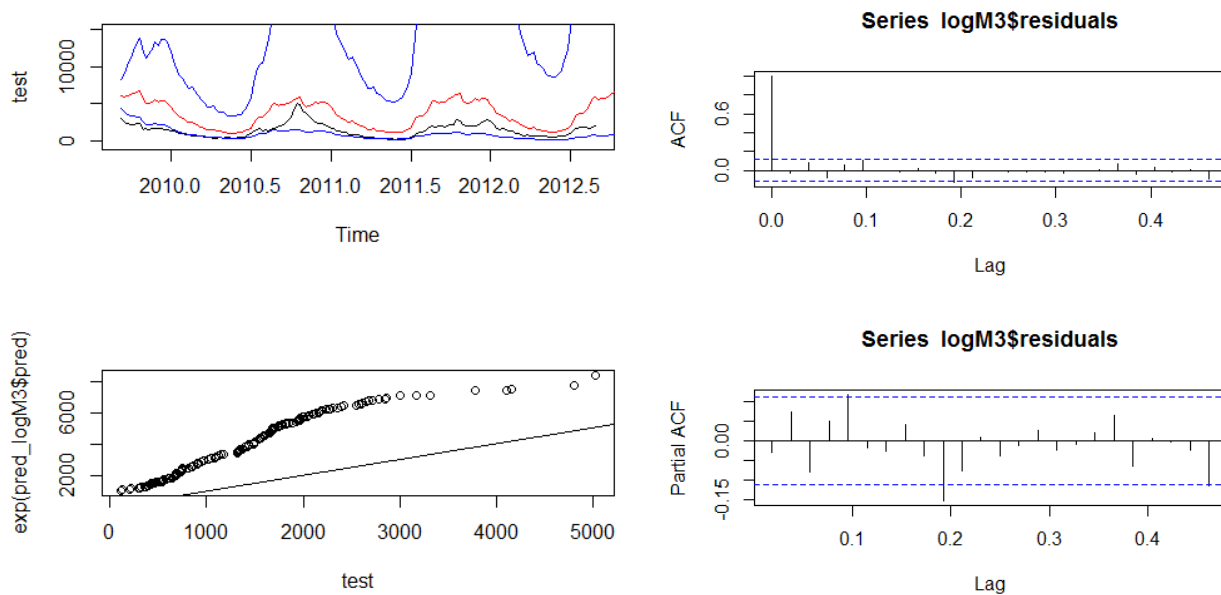 test
0
10000
2010.0 2010.5 2011.0 2011.5 2012.0 2012.5
Time
Series logM3$residuals
ACF
0.0
0.6
0.0 0.1 0.2 0.3 0.4
Lag
exp(pred_logM3$pred)
2000
6000
0 1000 2000 3000 4000 5000
test
Series logM3$residuals
Partial ACF
-0.15
0.00
0.1 0.2 0.3 0.4
Lag